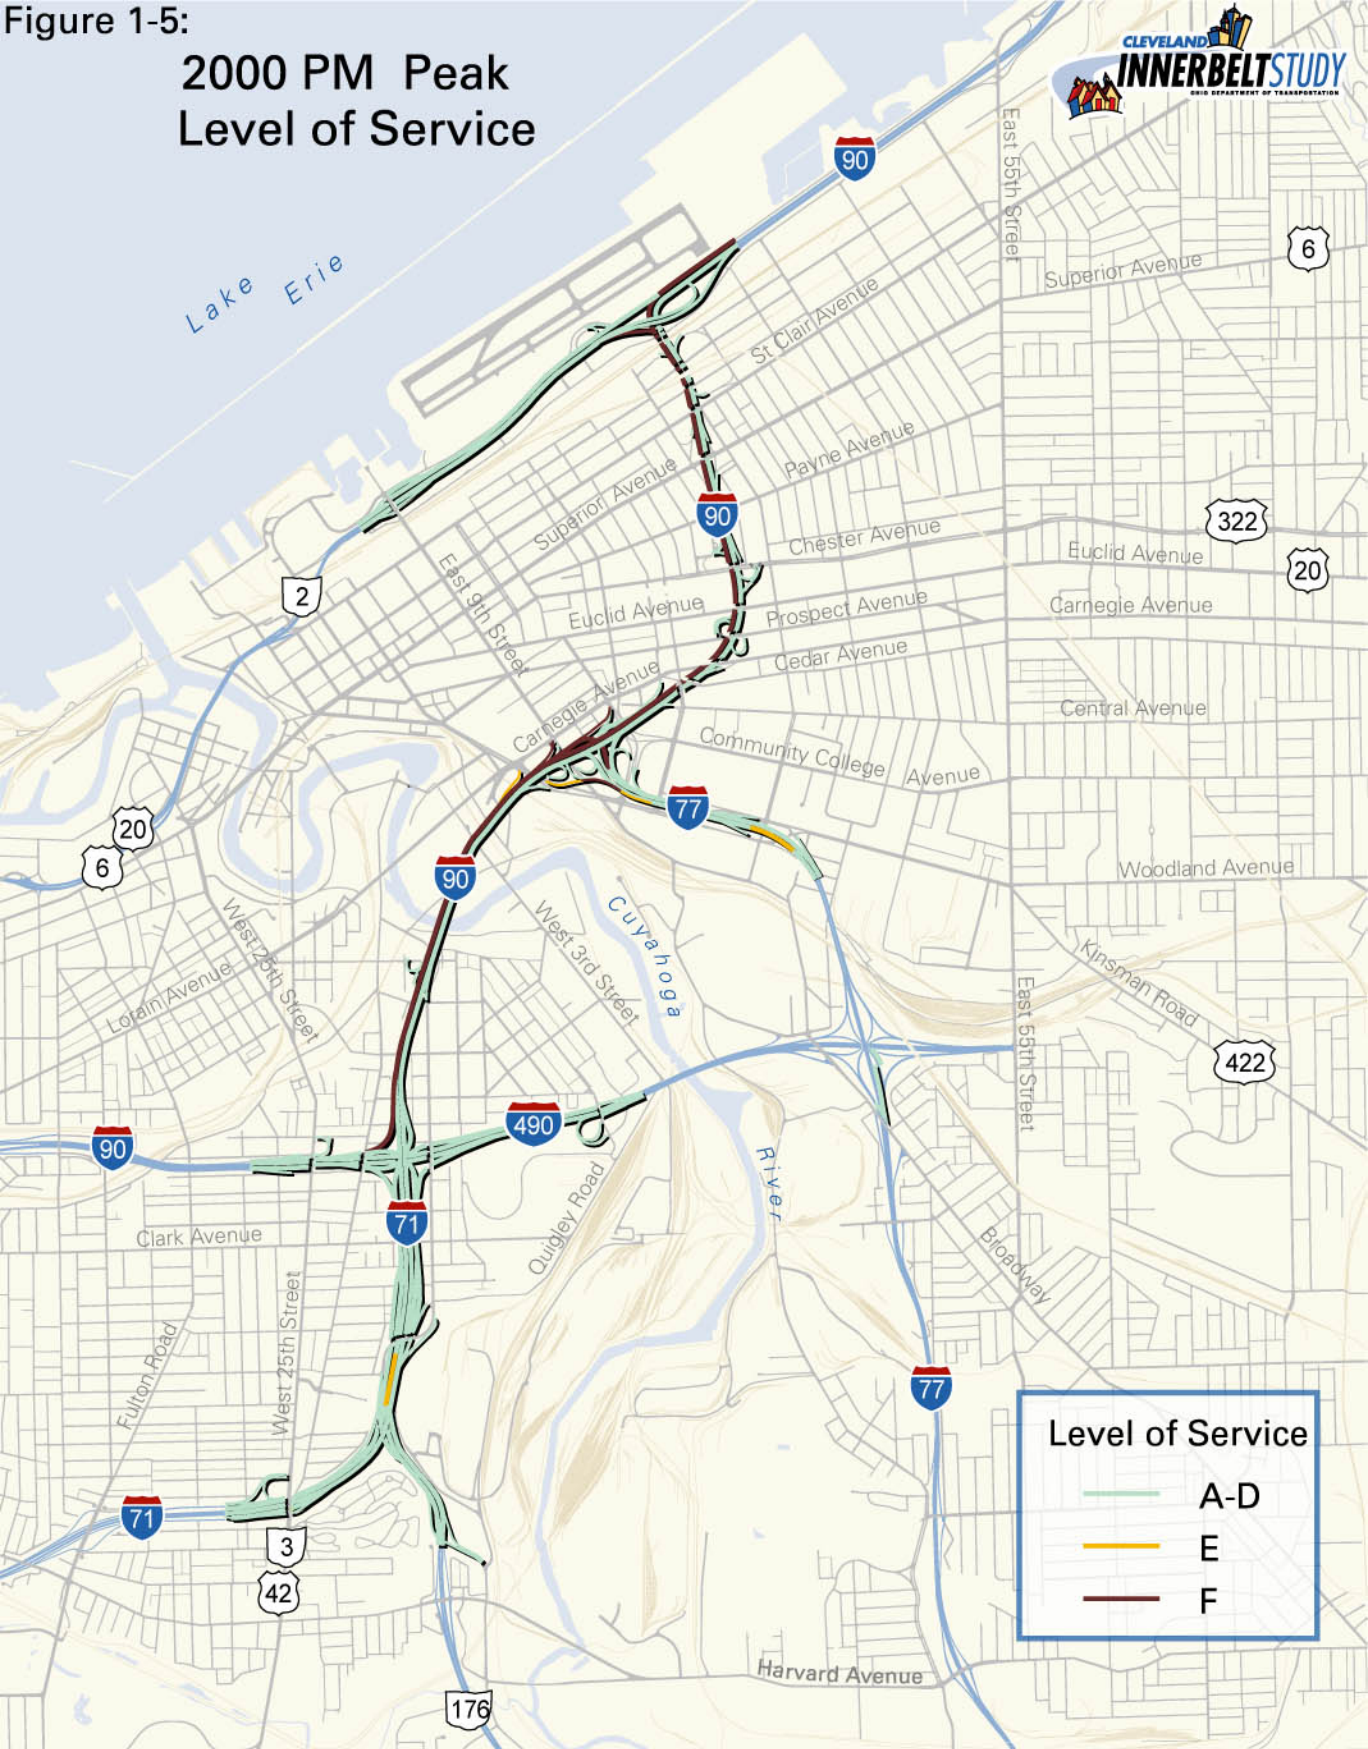 Figure 1-5:
2000 PM Peak
Level of Service
CLEVELAND
INNERBELTSTUDY
OHIO DEPARTMENT OF TRANSPORTATION
90
East 55th Street
6
Superior Avenue
Lake Erie
St Clair Avenue
Payne Avenue
Superior Avenue
90
322
Chester Avenue
Euclid Avenue
20
2
East 9th Street
Euclid Avenue
Prospect Avenue
Carnegie Avenue
Cedar Avenue
Carnegie Avenue
Central Avenue
Community College Avenue
77
20
6
90
Woodland Avenue
Cuyahoga
West 25th Street
West 3rd Street
Lorain Avenue
Kinsman Road
East 55th Street
422
490
90
River
Quigley Road
71
Clark Avenue
Broadway
West 25th Street
Fulton Road
77
Level of Service
A-D
E
F
71
3
42
Harvard Avenue
176